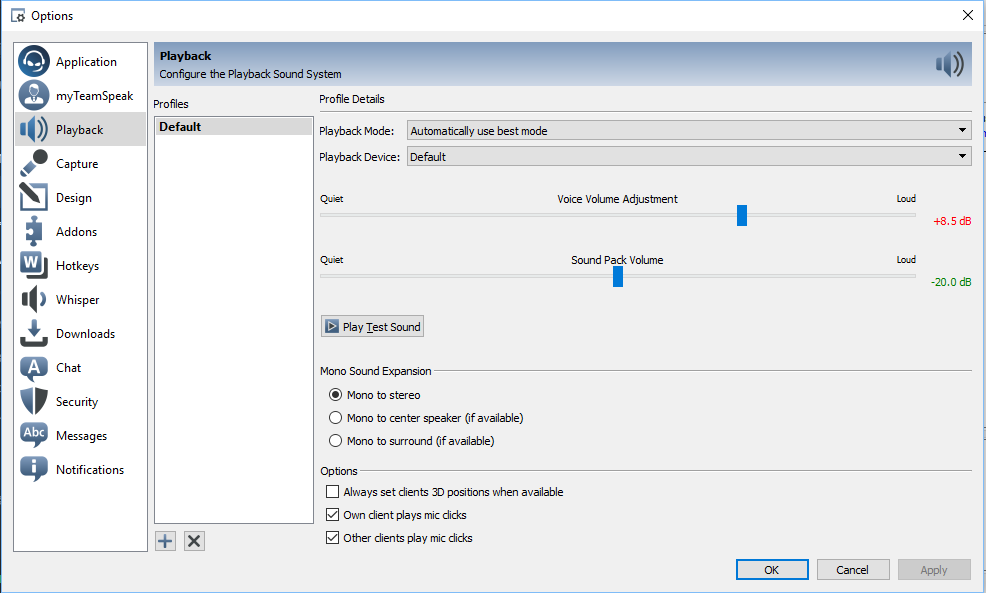 Options
Application
myTeamSpeak
Playback
Capture
Design
Addons
Hotkeys
Whisper
Downloads
Chat
Security
Messages
Notifications
W
A
Abc
Playback
Configure the Playback Sound System
Profiles
Default
Profile Details
Playback Mode: Automatically use best mode
Playback Device: Default
Quiet Voice Volume Adjustment Loud
+8.5 dB
Quiet Sound Pack Volume Loud
-20.0 dB
Play Test Sound
Mono Sound Expansion
Mono to stereo
Mono to center speaker (if available)
Mono to surround (if available)
Options
Always set clients 3D positions when available
Own client plays mic clicks
Other clients play mic clicks
OK Cancel Apply